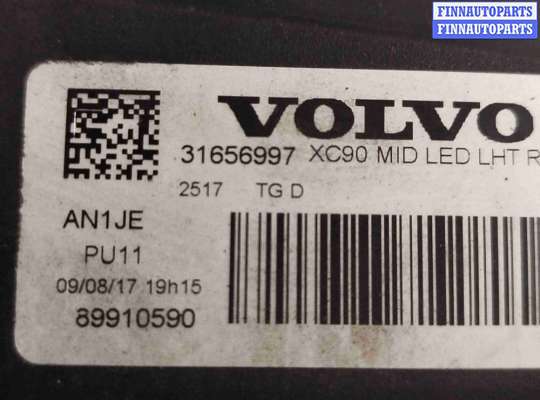 FINNAUTOPARTS
FINNAUTOPARTS
VOLVO
31656997 XC90 MID LED LHT R
2517 TG D
AN1JE
PU11
09/08/17 19h15
89910590